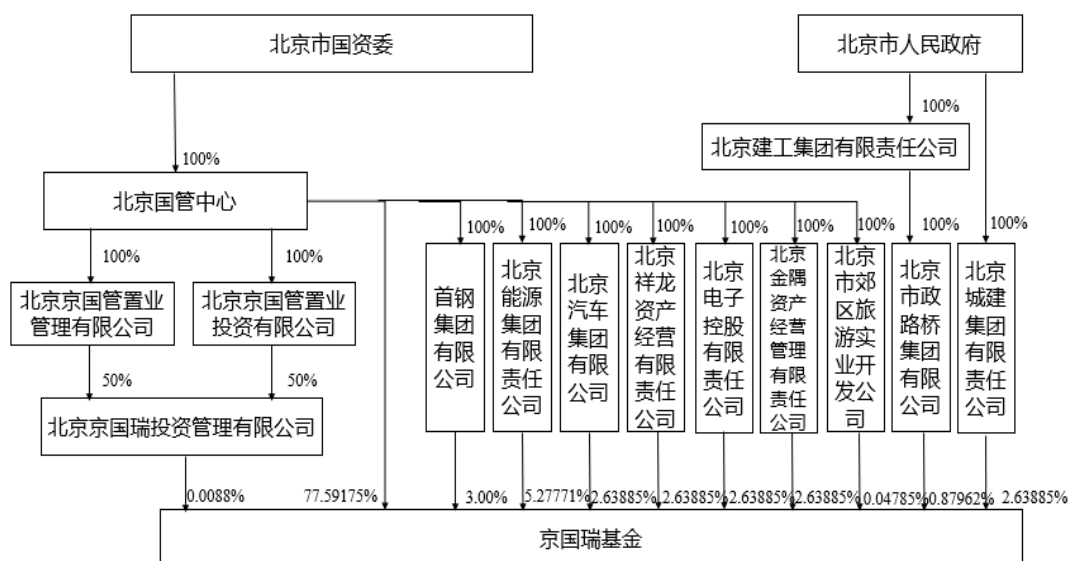 北京市国资委
北京市人民政府
100%
北京建工集团有限责任公司
100%
北京国管中心
100%
100%
100%
100%
100%
100%
100%
100%
100%
100%
100%
北京京国管置业
管理有限公司
北京京国管置业
投资有限公司
首钢
集团
有限
公司
北京
能源
集团
有限
责任
公司
北京
汽车
集团
有限
公司
北京
祥龙
资产
经营
有限
责任
公司
北京
电子
控股
有限
责任
公司
北京
金隅
资产
经营
管理
有限
责任
公司
北京
市郊
区旅
游实
业开
发公
司
北京
市政
路桥
集团
有限
公司
北京
城建
集团
有限
责任
公司
50%
50%
北京京国瑞投资管理有限公司
0.0088%
77.59175%
3.00%
5.27771%
2.63885%
2.63885%
2.63885%
2.63885%
0.04785%
0.87962%
2.63885%
京国瑞基金